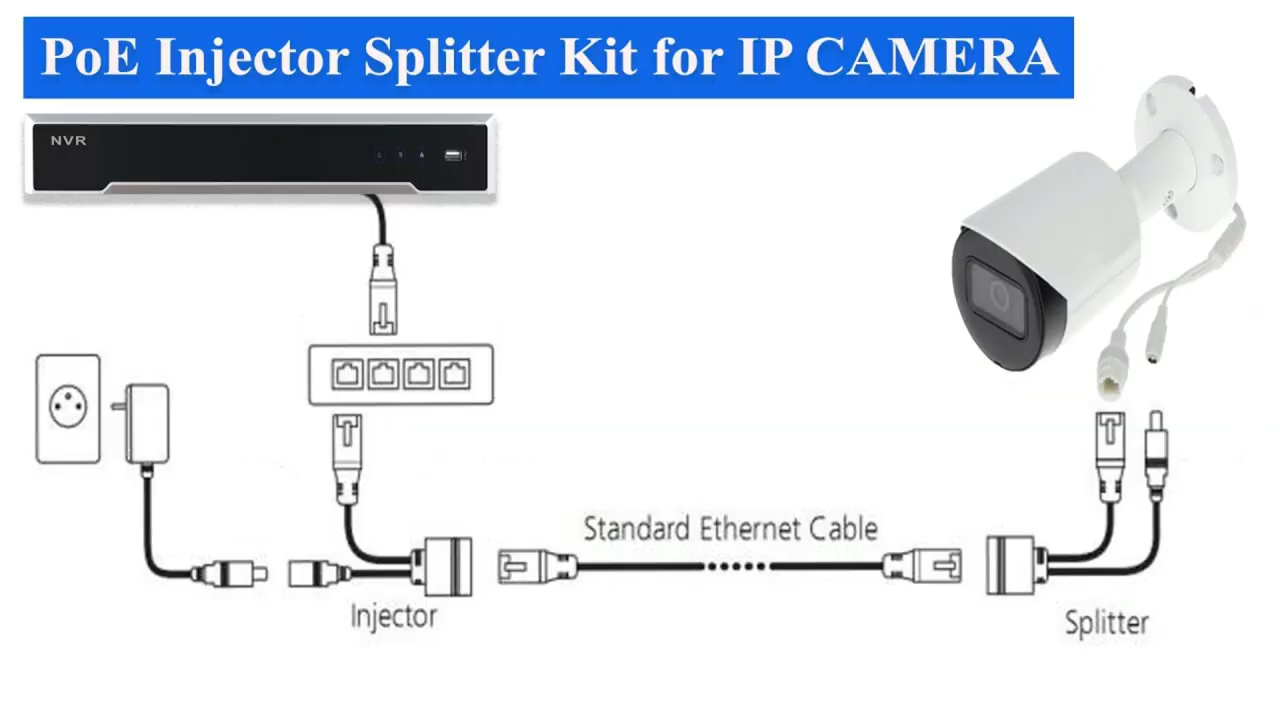 PoE Injector Splitter Kit for IP CAMERA
NVR
Standard Ethernet Cable
Injector
Splitter